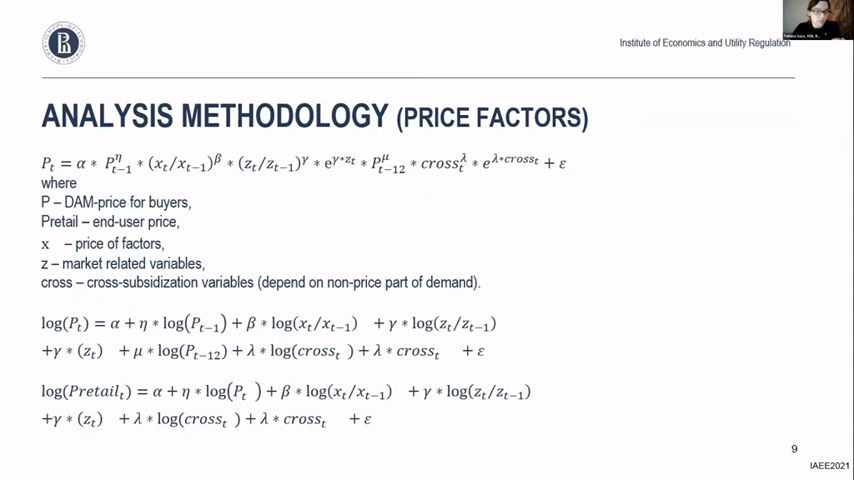 Institute of Economics and Utility Regulation
ANALYSIS METHODOLOGY (PRICE FACTORS)
P_t = α * P_{t-1}^η * (x_t/x_{t-1})^β * (z_t/z_{t-1})^γ * e^{γ*z_t} * P_{t-12}^μ * cross_t^λ * e^{λ*cross_t} + ε
where
P – DAM-price for buyers,
Pretail – end-user price,
x – price of factors,
z – market related variables,
cross – cross-subsidization variables (depend on non-price part of demand).
log(P_t) = α + η * log(P_{t-1}) + β * log(x_t/x_{t-1}) + γ * log(z_t/z_{t-1})
+γ * (z_t) + μ * log(P_{t-12}) + λ * log(cross_t ) + λ * cross_t + ε
log(Pretail_t) = α + η * log(P_t ) + β * log(x_t/x_{t-1}) + γ * log(z_t/z_{t-1})
+γ * (z_t) + λ * log(cross_t ) + λ * cross_t + ε
9
IAEE2021